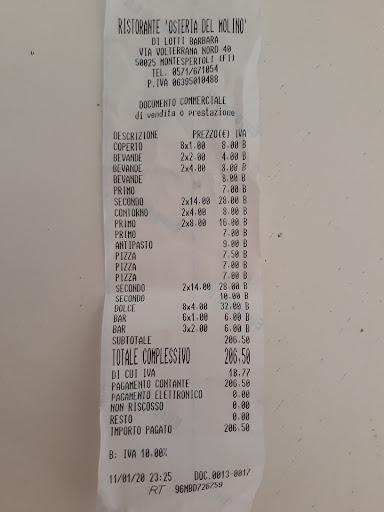 RISTORANTE 'OSTERIA DEL MOLINO'
DI LOTTI BARBARA
VIA VOLTERRANA NORD 40
50025 MONTESPERTOLI (FI)
TEL. 0571/671054
P.IVA 06395010488
DOCUMENTO COMMERCIALE
di vendita o prestazione
DESCRIZIONE PREZZO(€) IVA
COPERTO 8x1.00 8.00 B
BEVANDE 2x2.00 4.00 B
BEVANDE 2x4.00 8.00 B
BEVANDE 8.00 B
PRIMO 7.00 B
SECONDO 2x14.00 28.00 B
CONTORNO 2x4.00 8.00 B
PRIMO 2x8.00 16.00 B
PRIMO 7.00 B
ANTIPASTO 9.00 B
PIZZA 7.50 B
PIZZA 7.00 B
PIZZA 7.00 B
SECONDO 2x14.00 28.00 B
SECONDO 10.00 B
DOLCE 8x4.00 32.00 B
BAR 6x1.00 6.00 B
BAR 3x2.00 6.00 B
SUBTOTALE 206.50
TOTALE COMPLESSIVO 206.50
DI CUI IVA 18.77
PAGAMENTO CONTANTE 206.50
PAGAMENTO ELETTRONICO 0.00
NON RISCOSSO 0.00
RESTO 0.00
IMPORTO PAGATO 206.50
B: IVA 10.00%
11/01/20 23:25 DOC.0013-0017
RT 96MBD726759